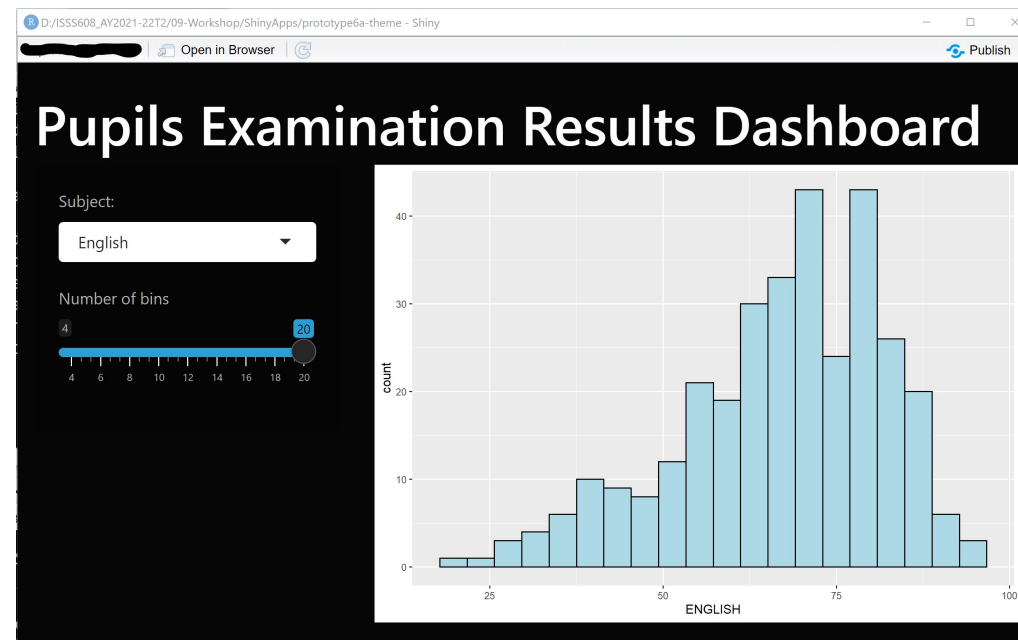 D:/ISSS608_AY2021-22T2/09-Workshop/ShinyApps/prototype6a-theme - Shiny
Open in Browser
Publish
Pupils Examination Results Dashboard
Subject:
English
Number of bins
4
20
4 6 8 10 12 14 16 18 20
count
40
30
20
10
0
25 50 75 100
ENGLISH